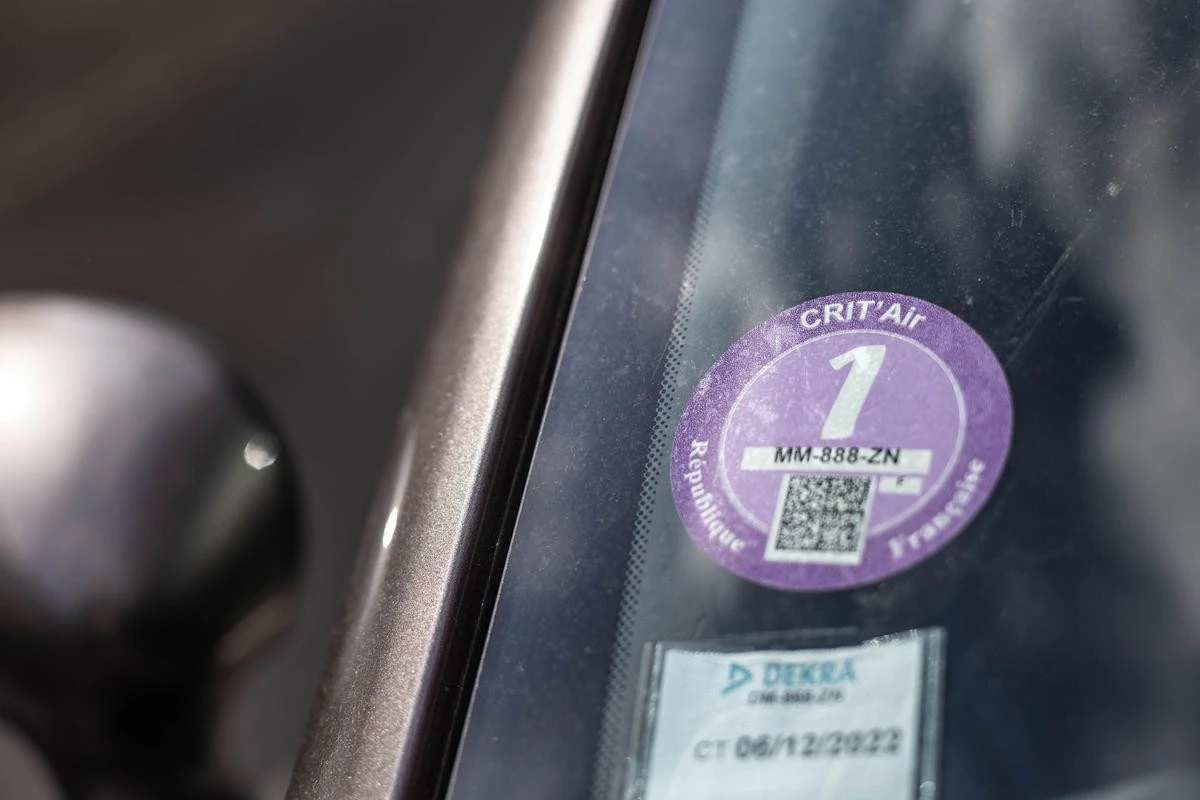 CRIT'Air
1
MM-888-ZN
République Française
DEKRA
CT 06/12/2022